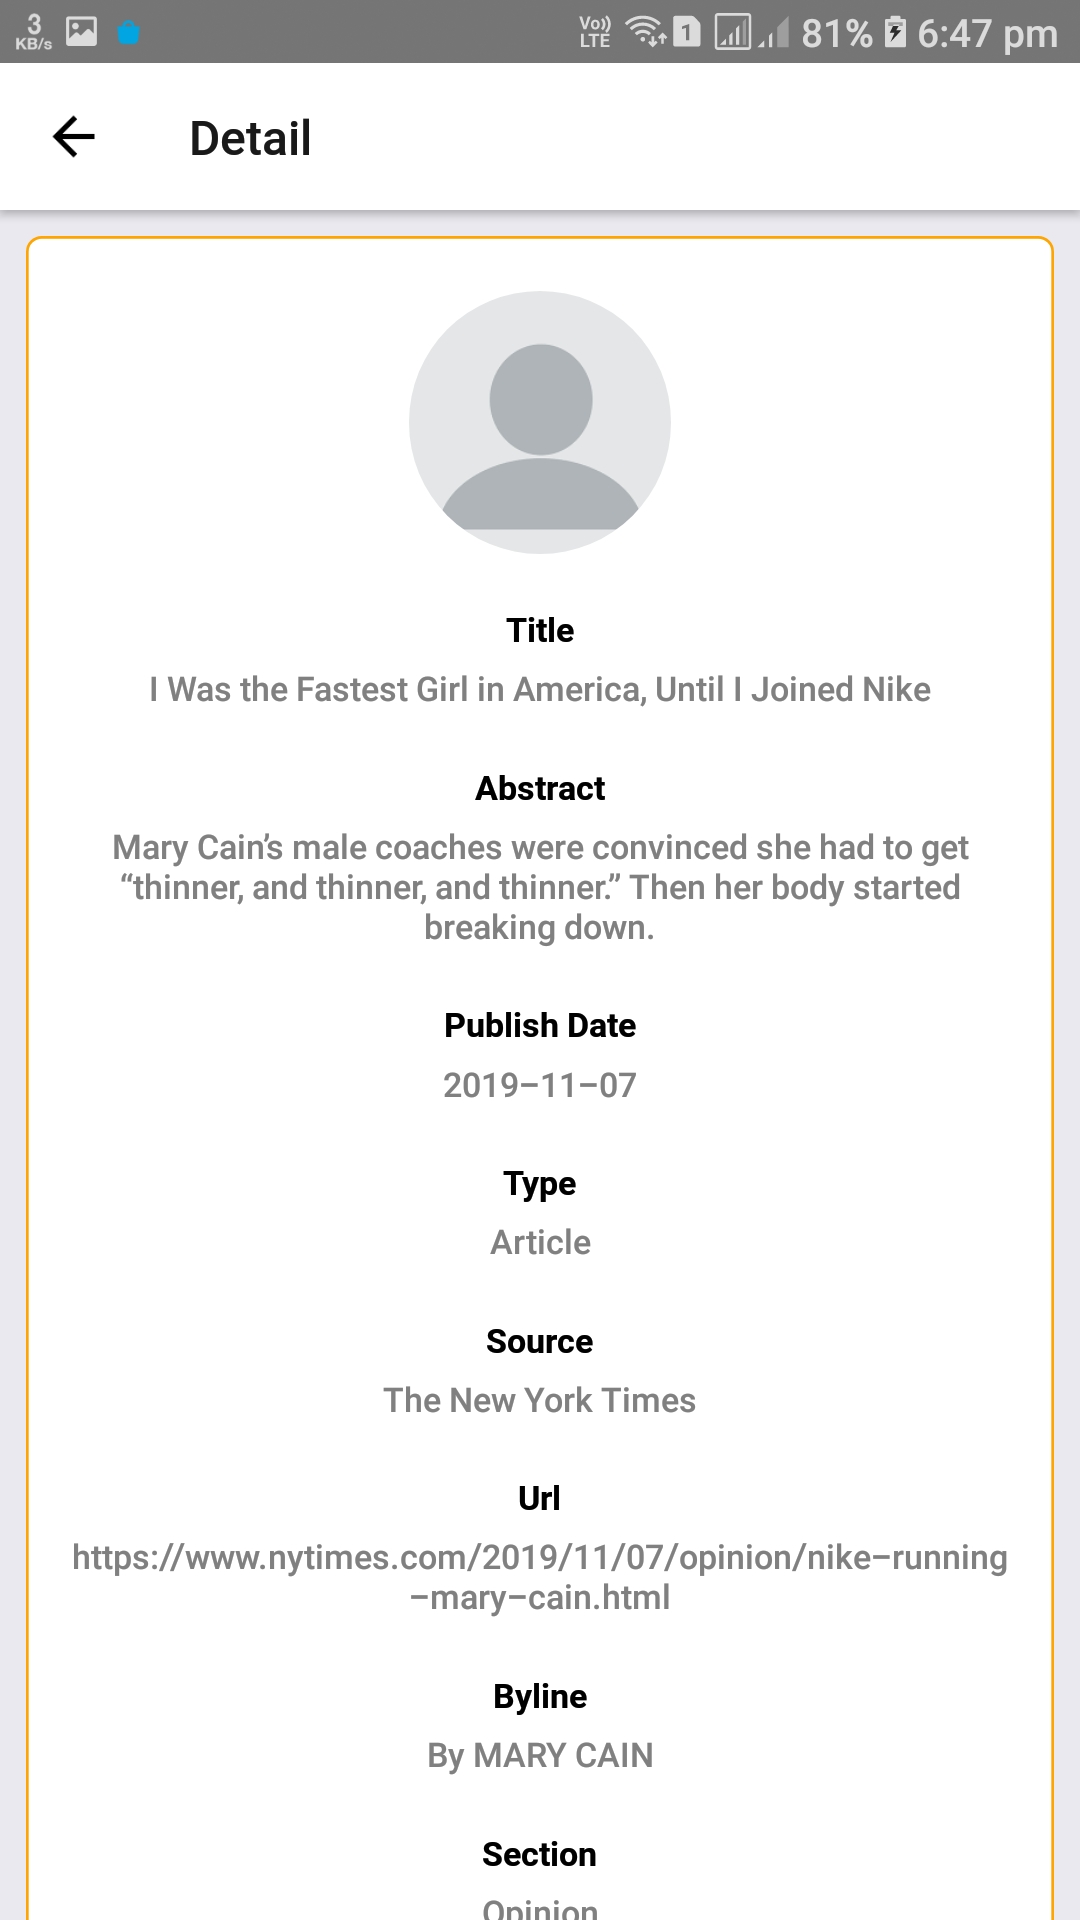 3
KB/s
Vo))
LTE
1
81%
6:47 pm
Detail
Title
I Was the Fastest Girl in America, Until I Joined Nike
Abstract
Mary Cain’s male coaches were convinced she had to get
“thinner, and thinner, and thinner.” Then her body started
breaking down.
Publish Date
2019-11-07
Type
Article
Source
The New York Times
Url
https://www.nytimes.com/2019/11/07/opinion/nike-running
-mary-cain.html
Byline
By MARY CAIN
Section
Opinion